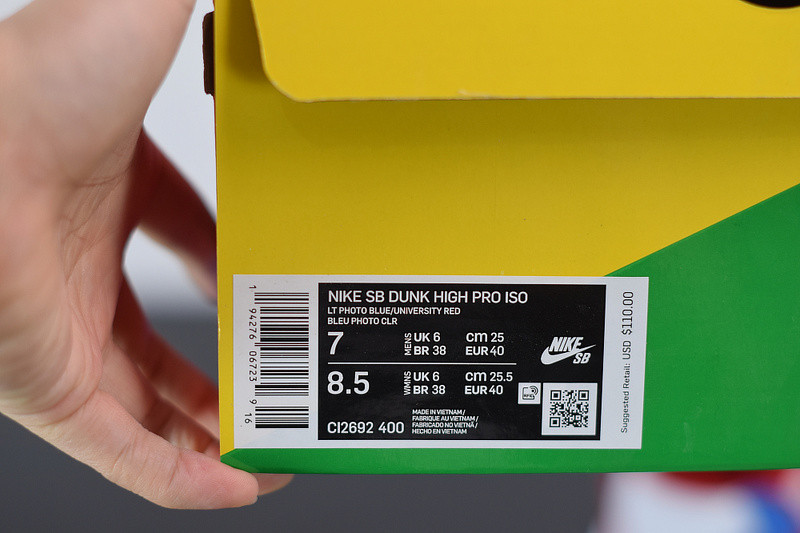 NIKE SB DUNK HIGH PRO ISO
LT PHOTO BLUE/UNIVERSITY RED
BLEU PHOTO CLR
7 MENS UK 6 cm 25
BR 38 EUR 40
8.5 WMNS UK 6 cm 25.5
BR 38 EUR 40
CI2692 400
MADE IN VIETNAM /
FABRIQUE AU VIETNAM /
FABRICADO NO VIETNÃ /
HECHO EN VIETNAM
RFID
NIKE
SB
1 94276 06723 9 16
Suggested Retail: USD $110.00